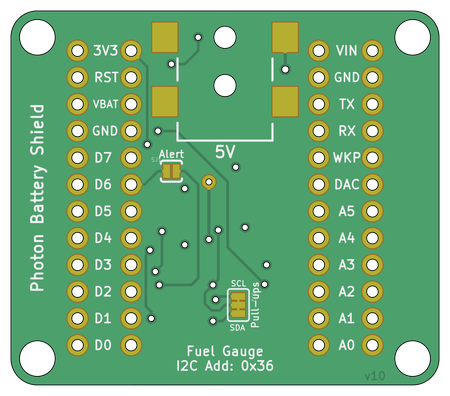 Photon Battery Shield
3V3
RST
VBAT
GND
D7
D6
D5
D4
D3
D2
D1
D0
5V
Alert
SCL
Pull-ups
SDA
Fuel Gauge
I2C Add: 0x36
VIN
GND
TX
RX
WKP
DAC
A5
A4
A3
A2
A1
A0
v10